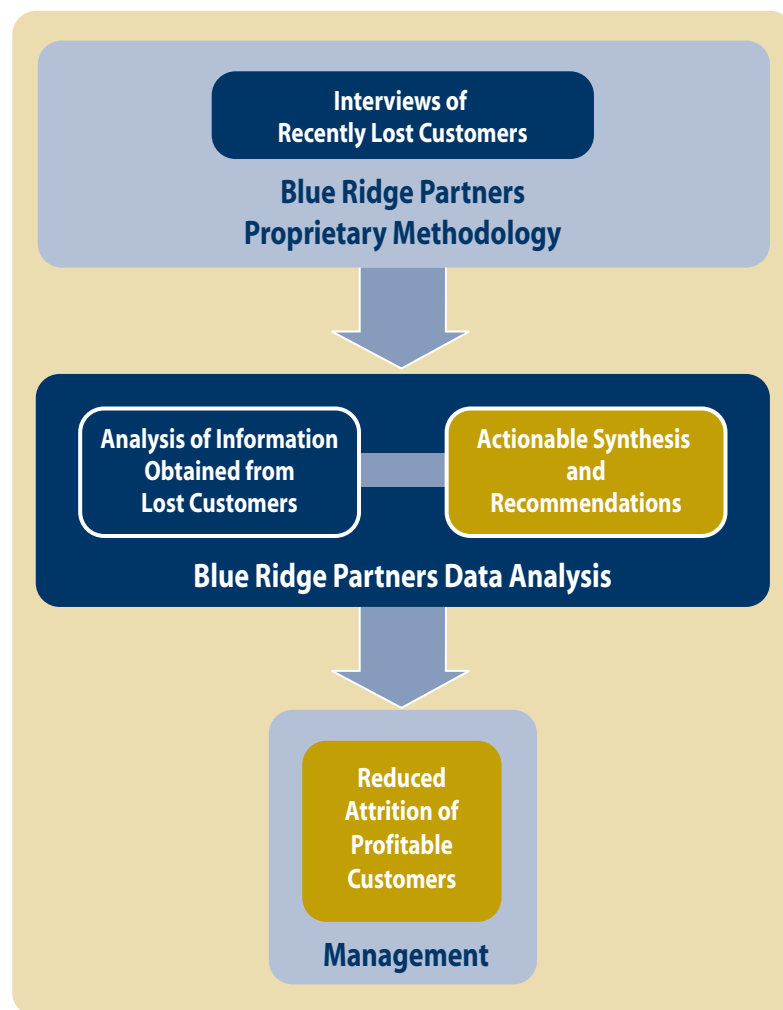 Interviews of
Recently Lost Customers
Blue Ridge Partners
Proprietary Methodology
Analysis of Information
Obtained from
Lost Customers
Actionable Synthesis
and
Recommendations
Blue Ridge Partners Data Analysis
Reduced
Attrition of
Profitable
Customers
Management